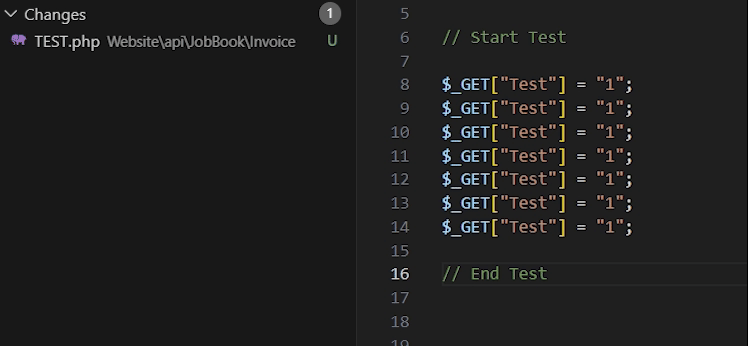 Changes 1
TEST.php Website\api\JobBook\Invoice U
5
6 // Start Test
7
8 $_GET["Test"] = "1";
9 $_GET["Test"] = "1";
10 $_GET["Test"] = "1";
11 $_GET["Test"] = "1";
12 $_GET["Test"] = "1";
13 $_GET["Test"] = "1";
14 $_GET["Test"] = "1";
15
16 // End Test
17
18
19